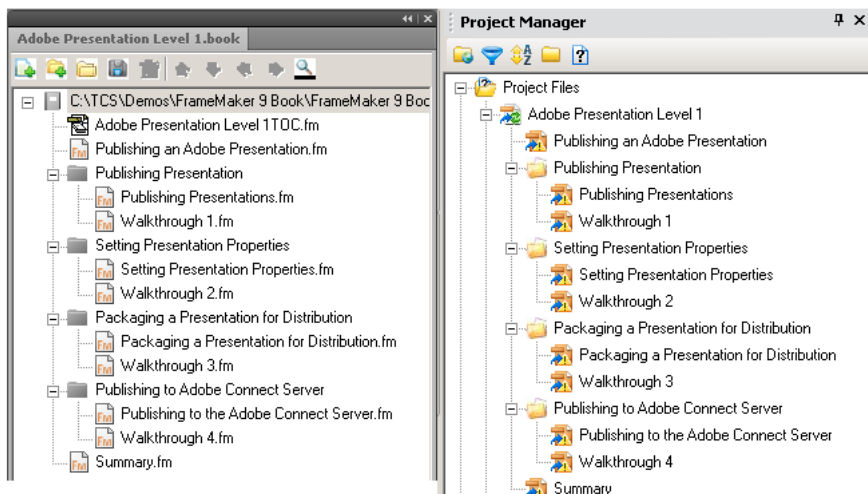 Adobe Presentation Level 1.book
C:\TCS\Demos\FrameMaker 9 Book\FrameMaker 9 Boc
Adobe Presentation Level 1TOC.fm
Publishing an Adobe Presentation.fm
Publishing Presentation
Publishing Presentations.fm
Walkthrough 1.fm
Setting Presentation Properties
Setting Presentation Properties.fm
Walkthrough 2.fm
Packaging a Presentation for Distribution
Packaging a Presentation for Distribution.fm
Walkthrough 3.fm
Publishing to Adobe Connect Server
Publishing to the Adobe Connect Server.fm
Walkthrough 4.fm
Summary.fm
Project Manager
Project Files
Adobe Presentation Level 1
Publishing an Adobe Presentation
Publishing Presentation
Publishing Presentations
Walkthrough 1
Setting Presentation Properties
Setting Presentation Properties
Walkthrough 2
Packaging a Presentation for Distribution
Packaging a Presentation for Distribution
Walkthrough 3
Publishing to Adobe Connect Server
Publishing to the Adobe Connect Server
Walkthrough 4
Summary